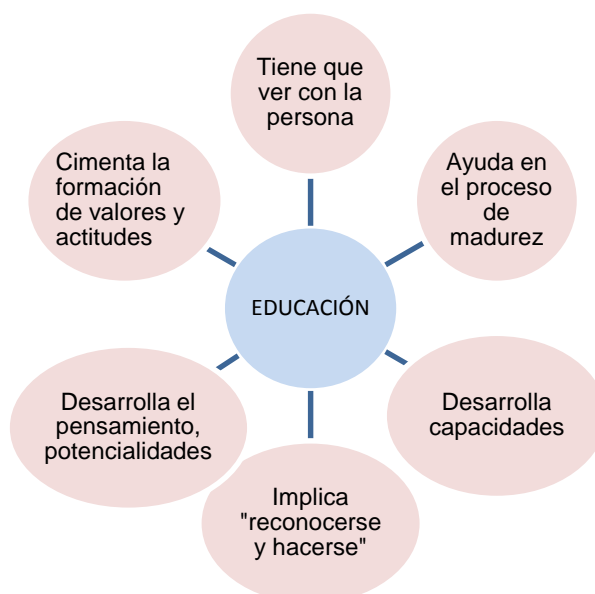 Tiene que
ver con la
persona
Ayuda en
el proceso
de
madurez
Desarrolla
capacidades
Implica
"reconocerse
y hacerse"
Desarrolla el
pensamiento,
potencialidades
Cimenta la
formación
de valores y
actitudes
EDUCACIÓN